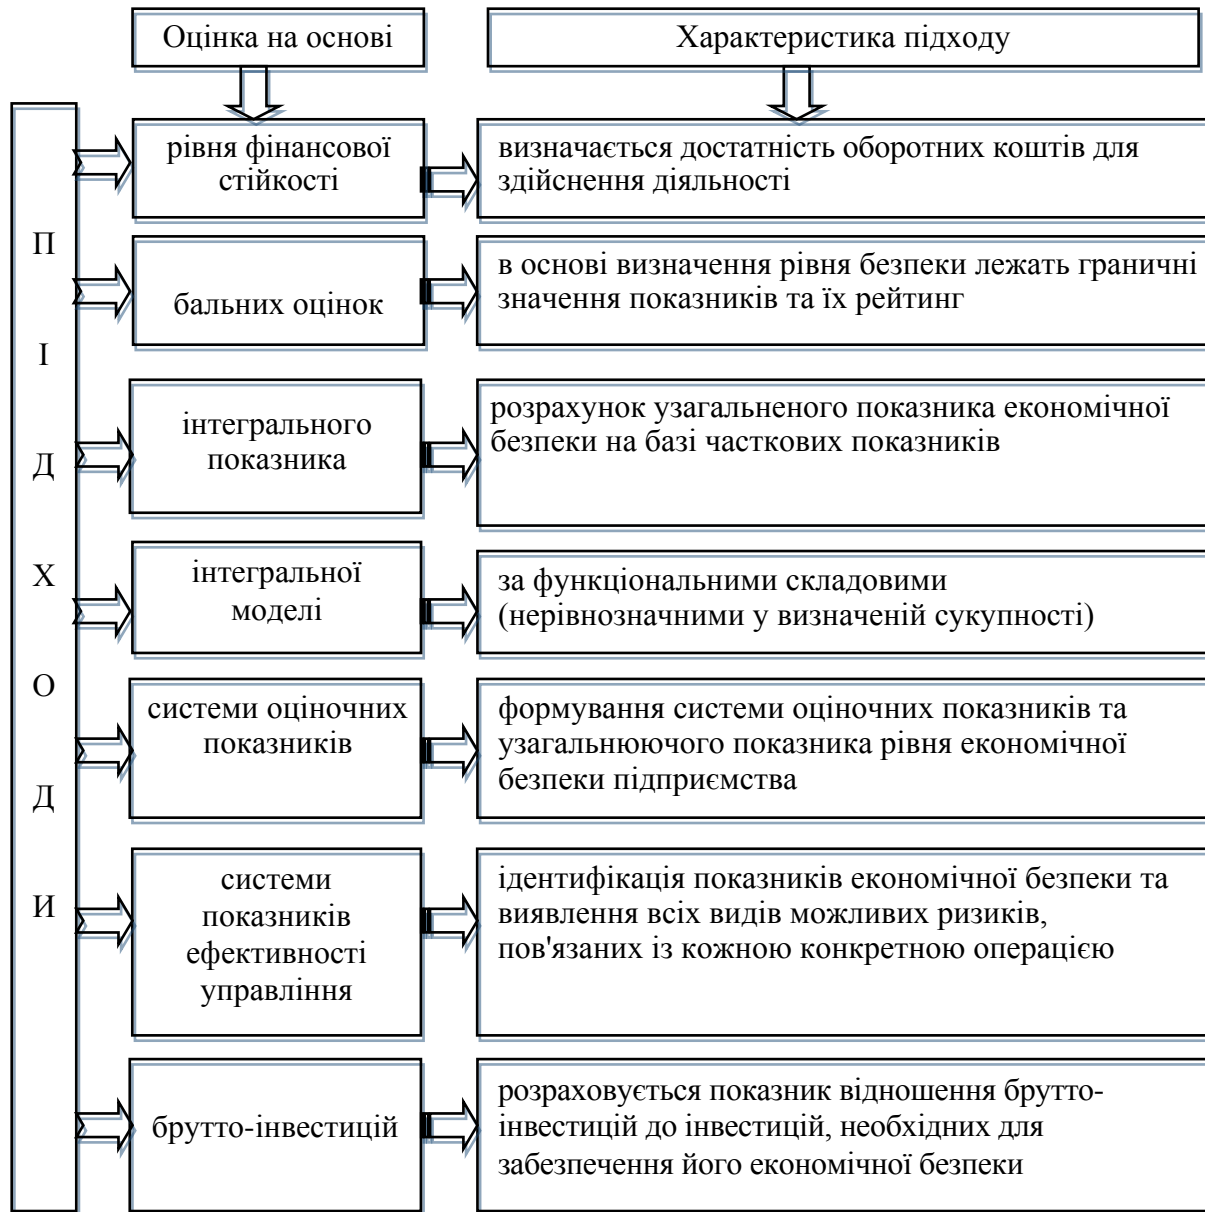 Оцінка на основі
Характеристика підходу
П
І
Д
Х
О
Д
И
рівня фінансової
стійкості
визначається достатність оборотних коштів для
здійснення діяльності
бальних оцінок
в основі визначення рівня безпеки лежать граничні
значення показників та їх рейтинг
інтегрального
показника
розрахунок узагальненого показника економічної
безпеки на базі часткових показників
інтегральної
моделі
за функціональними складовими
(нерівнозначними у визначеній сукупності)
системи оціночних
показників
формування системи оціночних показників та
узагальнюючого показника рівня економічної
безпеки підприємства
системи
показників
ефективності
управління
ідентифікація показників економічної безпеки та
виявлення всіх видів можливих ризиків,
пов'язаних із кожною конкретною операцією
брутто-інвестицій
розраховується показник відношення брутто-
інвестицій до інвестицій, необхідних для
забезпечення його економічної безпеки